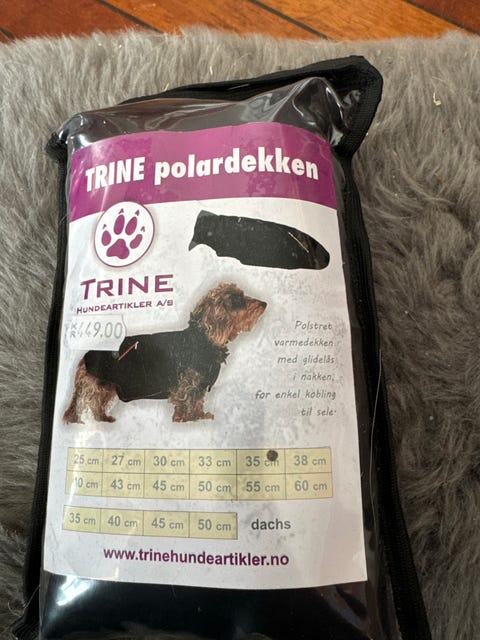 TRINE polardekken
TRINE
HUNDEARTIKLER A/S
KR 449,00
Polstret
varmedekken
med glidelås
i nakken,
for enkel kobling
til sele.
25 cm 27 cm 30 cm 33 cm 35 cm 38 cm
40 cm 43 cm 45 cm 50 cm 55 cm 60 cm
35 cm 40 cm 45 cm 50 cm dachs
www.trinehundeartikler.no